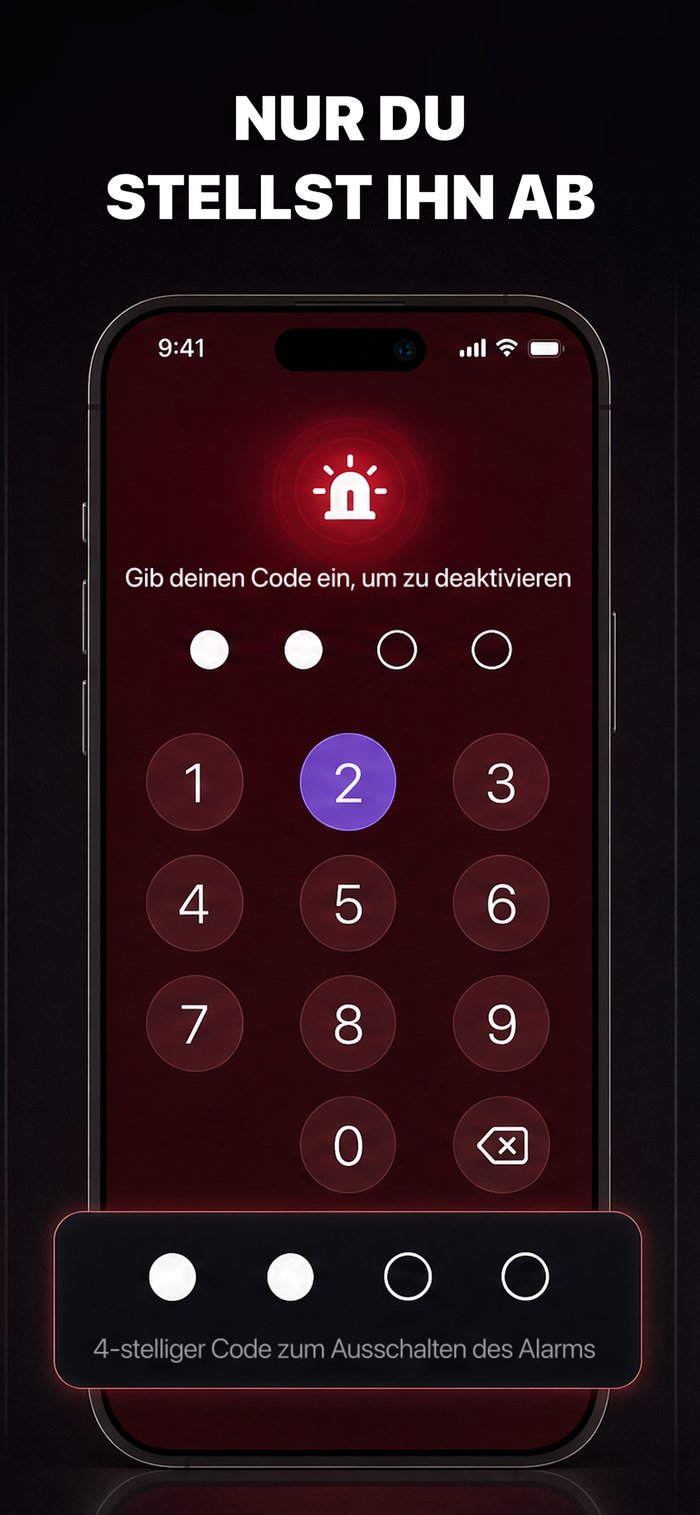 NUR DU
STELLST IHN AB
9:41
Gib deinen Code ein, um zu deaktivieren
1 2 3
4 5 6
7 8 9
0
4-stelliger Code zum Ausschalten des Alarms